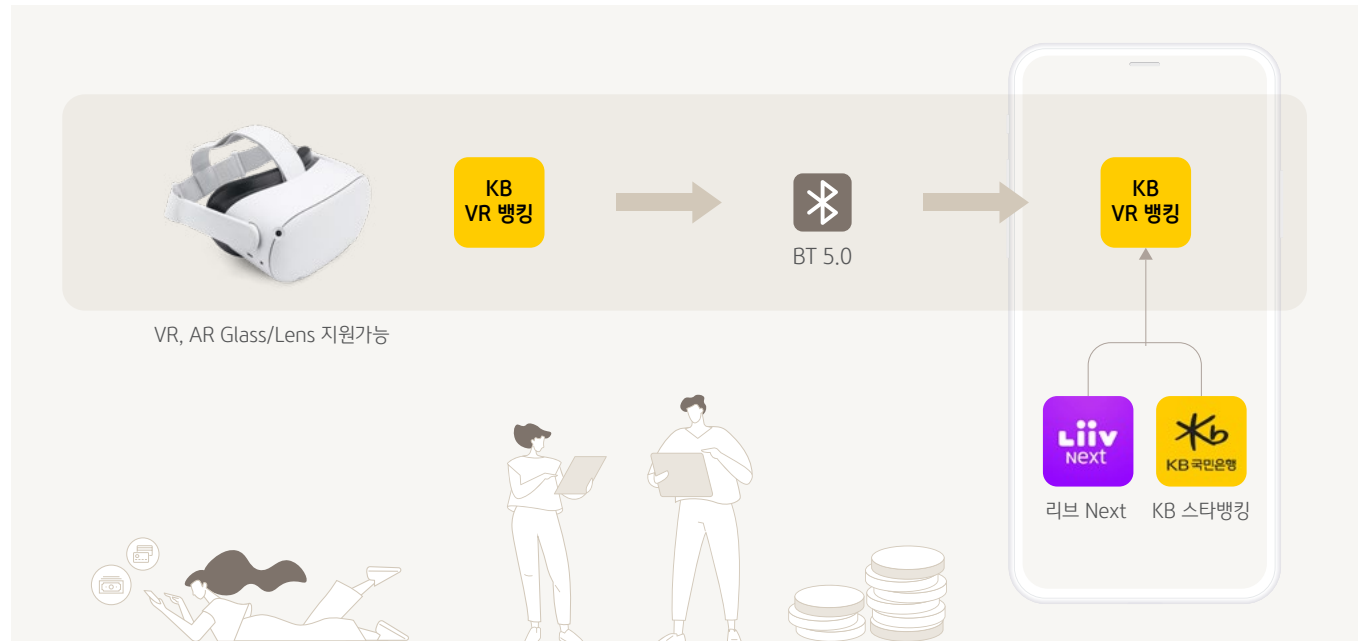 KB
VR 뱅킹
BT 5.0
KB
VR 뱅킹
VR, AR Glass/Lens 지원가능
Liiv
Next
Kb
KB국민은행
리브 Next
KB 스타뱅킹